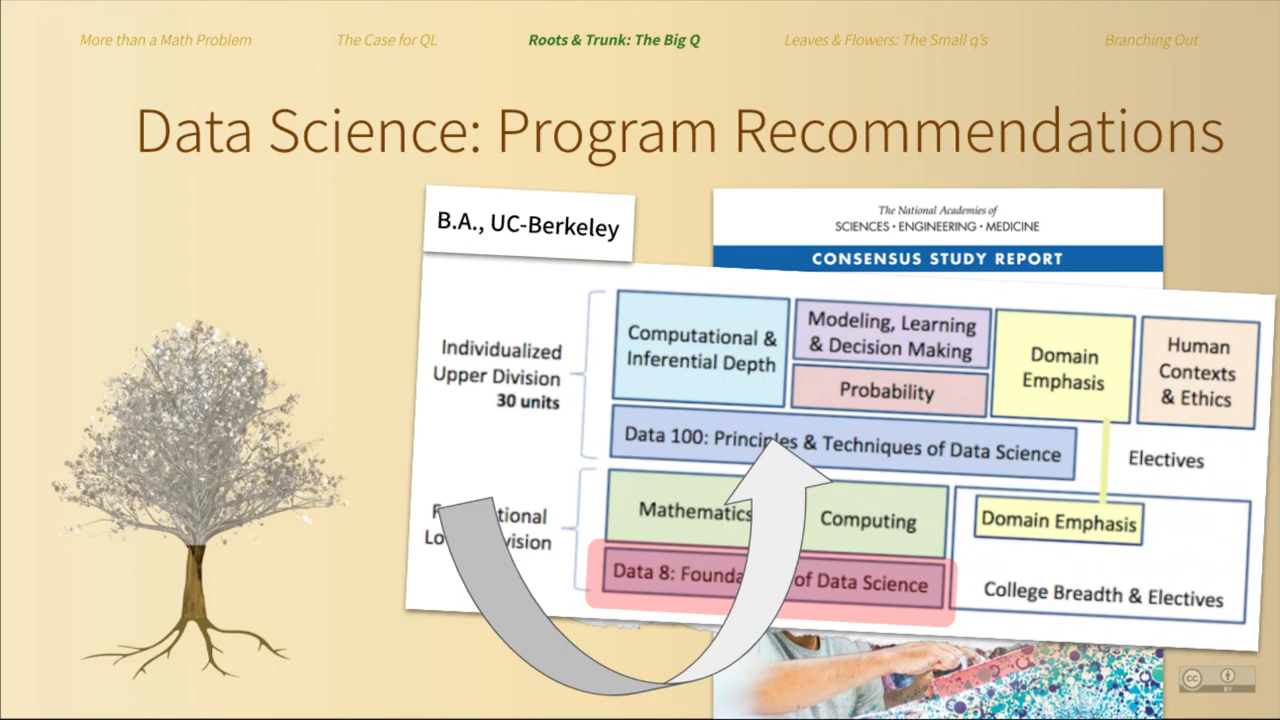 More than a Math Problem
The Case for QL
Roots & Trunk: The Big Q
Leaves & Flowers: The Small q's
Branching Out
Data Science: Program Recommendations
B.A., UC-Berkeley
The National Academies of
SCIENCES • ENGINEERING • MEDICINE
CONSENSUS STUDY REPORT
Individualized
Upper Division
30 units
Computational &
Inferential Depth
Modeling, Learning
& Decision Making
Probability
Domain
Emphasis
Human
Contexts
& Ethics
Data 100: Principles & Techniques of Data Science
Electives
Mathematics
Computing
Domain Emphasis
Data 8: of Data Science
College Breadth & Electives
CC
BY